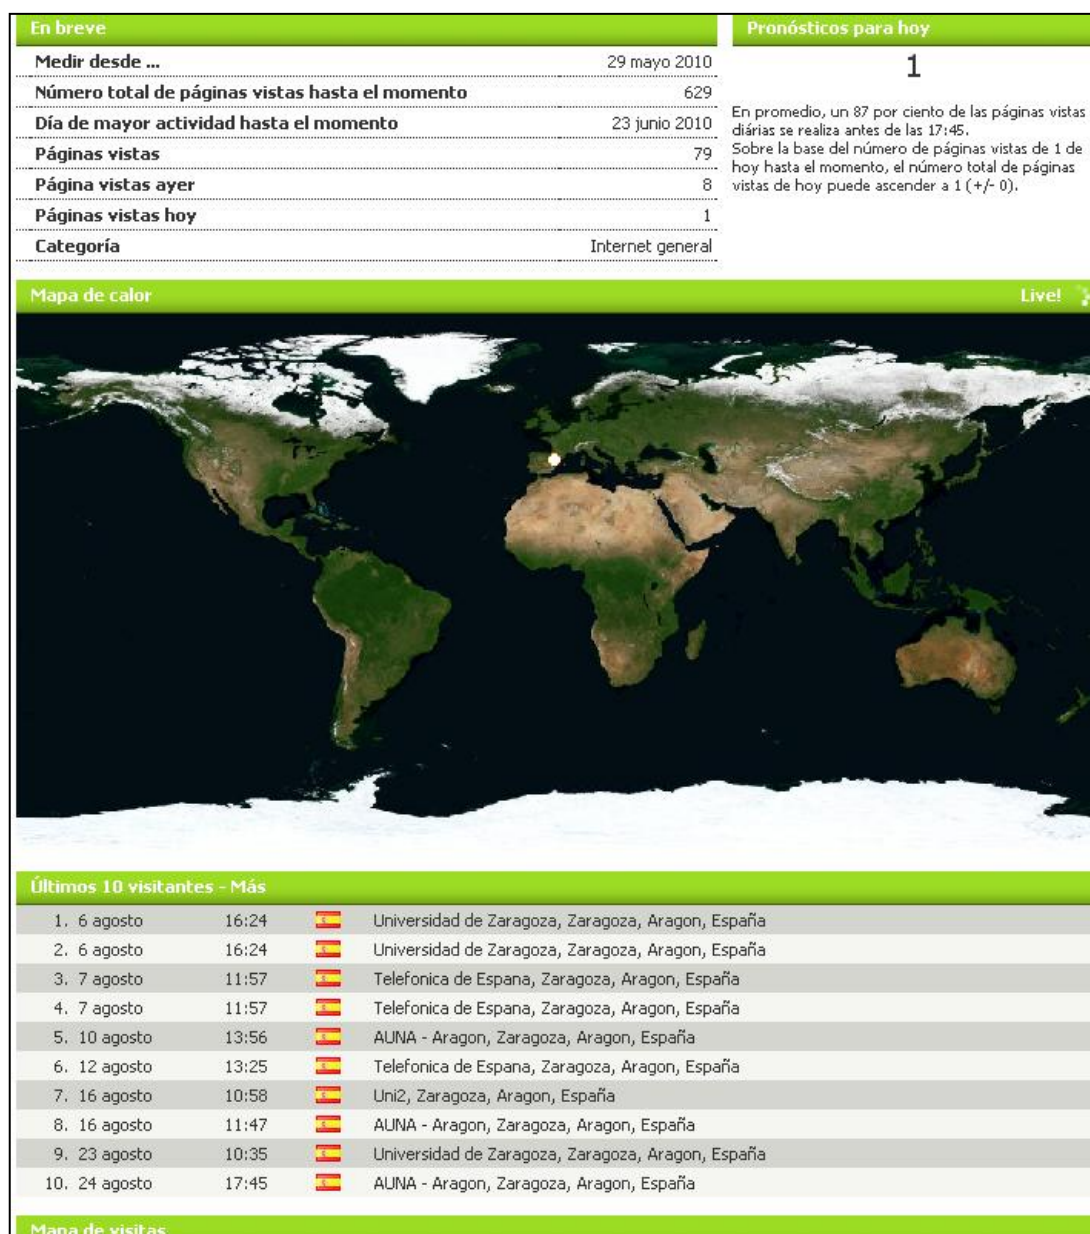 En breve
Medir desde ... 29 mayo 2010
Número total de páginas vistas hasta el momento 629
Día de mayor actividad hasta el momento 23 junio 2010
Páginas vistas 79
Página vistas ayer 8
Páginas vistas hoy 1
Categoría Internet general
Pronósticos para hoy
1
En promedio, un 87 por ciento de las páginas vistas
diárias se realiza antes de las 17:45.
Sobre la base del número de páginas vistas de 1 de
hoy hasta el momento, el número total de páginas
vistas de hoy puede ascender a 1 (+/- 0).
Mapa de calor Live!
Últimos 10 visitantes - Más
1. 6 agosto 16:24 Universidad de Zaragoza, Zaragoza, Aragon, España
2. 6 agosto 16:24 Universidad de Zaragoza, Zaragoza, Aragon, España
3. 7 agosto 11:57 Telefonica de Espana, Zaragoza, Aragon, España
4. 7 agosto 11:57 Telefonica de Espana, Zaragoza, Aragon, España
5. 10 agosto 13:56 AUNA - Aragon, Zaragoza, Aragon, España
6. 12 agosto 13:25 Telefonica de Espana, Zaragoza, Aragon, España
7. 16 agosto 10:58 Uni2, Zaragoza, Aragon, España
8. 16 agosto 11:47 AUNA - Aragon, Zaragoza, Aragon, España
9. 23 agosto 10:35 Universidad de Zaragoza, Zaragoza, Aragon, España
10. 24 agosto 17:45 AUNA - Aragon, Zaragoza, Aragon, España
Mapa de visitas